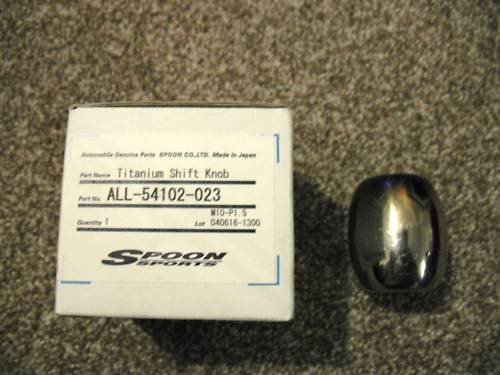 Automobile Genuine Parts SPOON CO.,LTD. Made in Japan
Part Name Titanium Shift Knob
Part No. ALL-54102-023
M10-P1.5
Quantity 1 Lot 040616-1300
SPOON
SPORTS